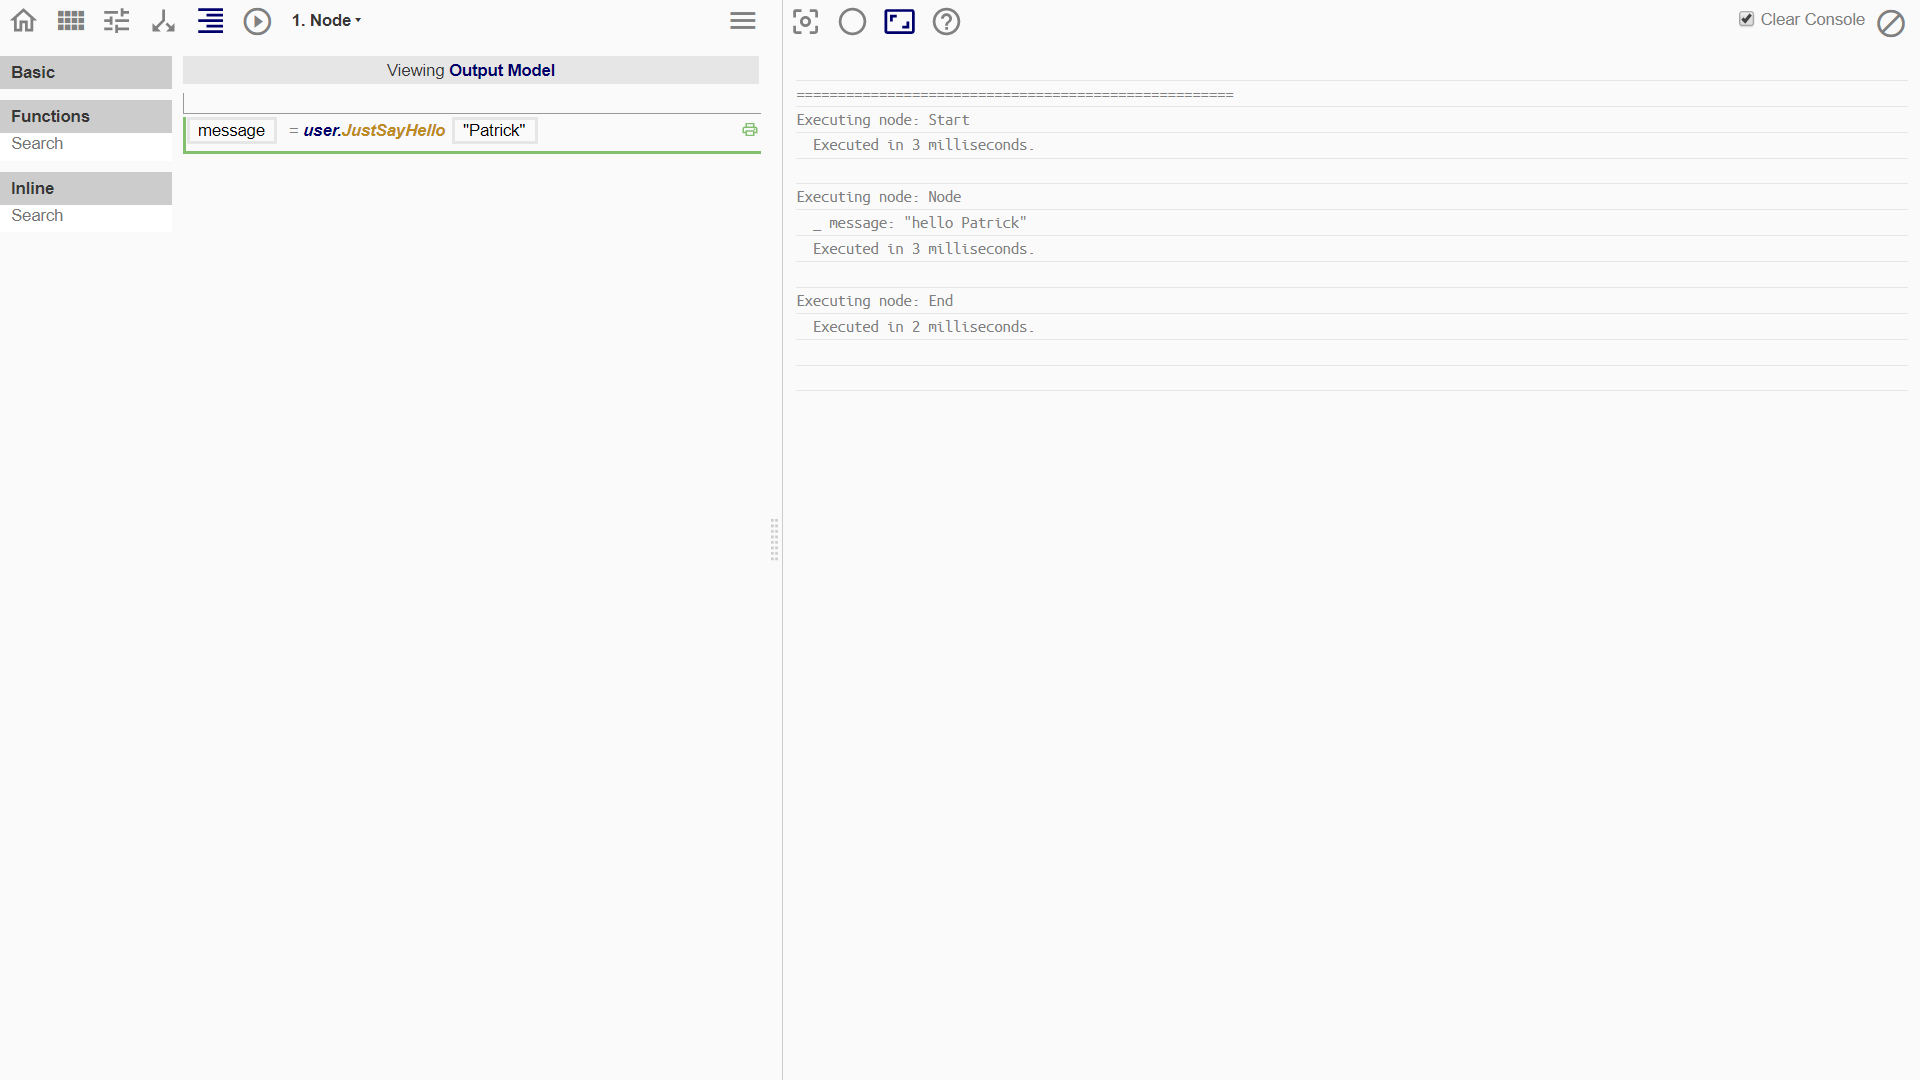 1. Node
Basic
Functions
Search
Inline
Search
Viewing Output Model
message = user.JustSayHello "Patrick"
Clear Console
=====================================================
Executing node: Start
Executed in 3 milliseconds.
Executing node: Node
_ message: "hello Patrick"
Executed in 3 milliseconds.
Executing node: End
Executed in 2 milliseconds.